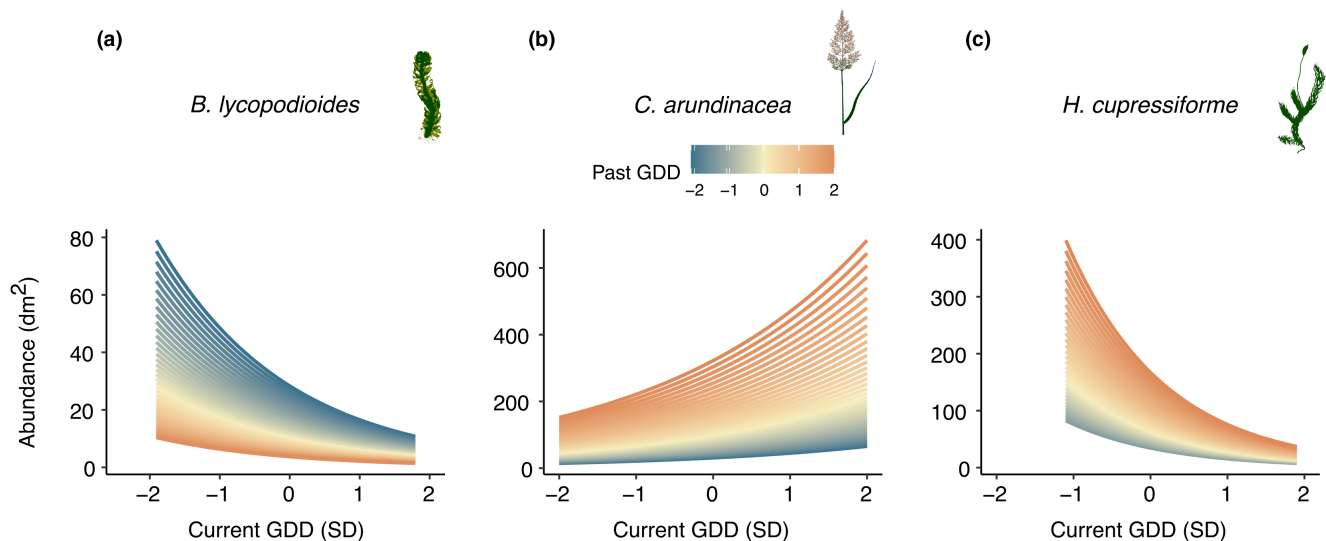 (a)
(b)
(c)
B. lycopodioides
C. arundinacea
H. cupressiforme
Past GDD
−2 −1 0 1 2
Abundance (dm²)
80
60
40
20
0
−2 −1 0 1 2
Current GDD (SD)
600
400
200
0
−2 −1 0 1 2
Current GDD (SD)
400
300
200
100
0
−2 −1 0 1 2
Current GDD (SD)